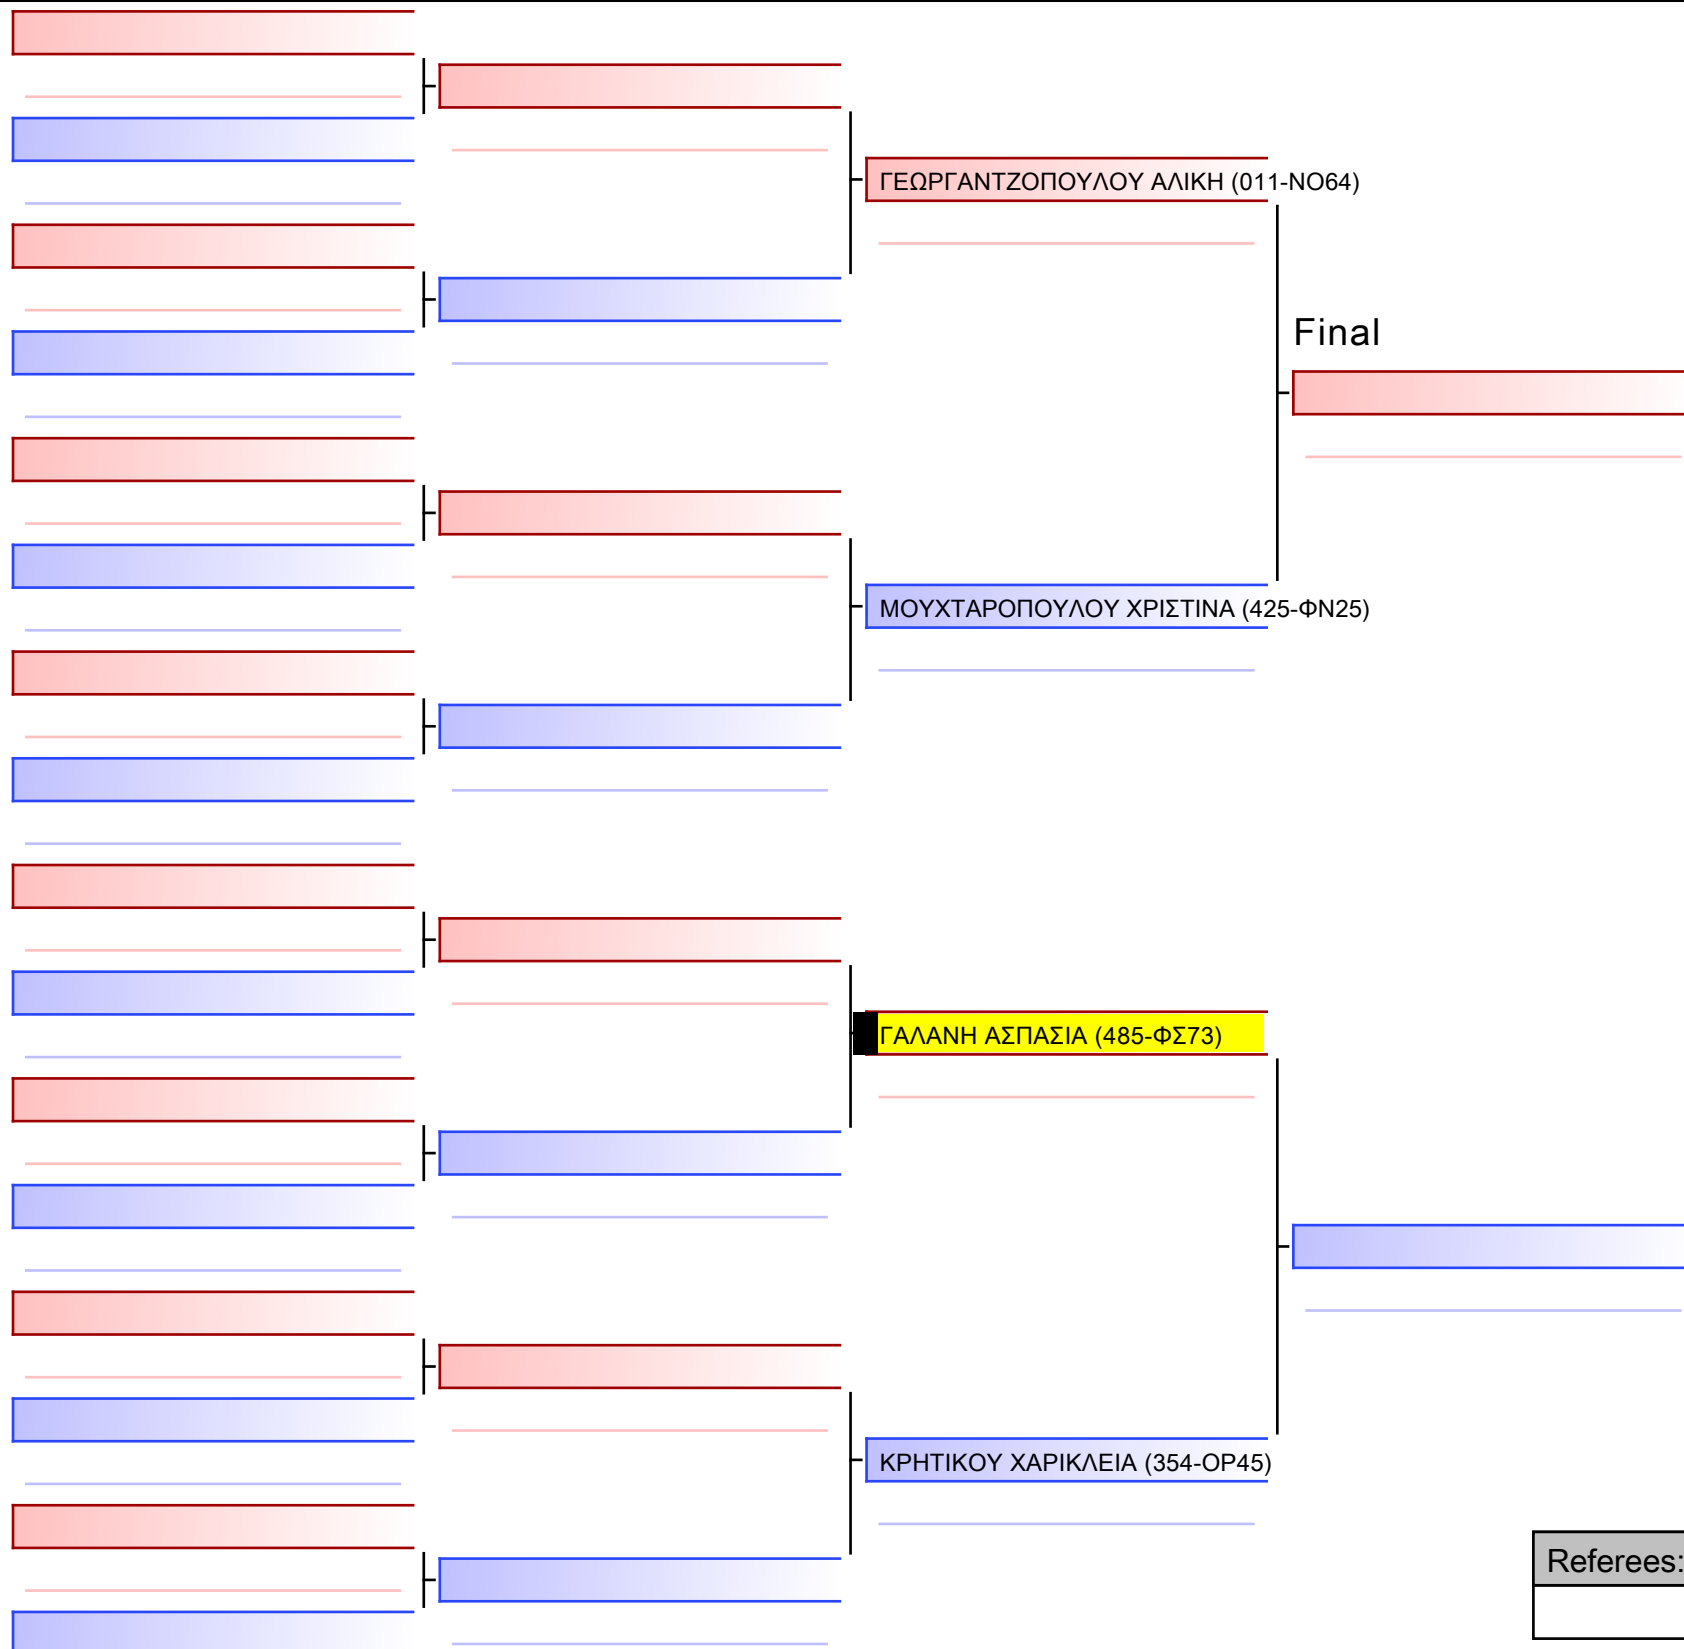 ΓΕΩΡΓΑΝΤΖΟΠΟΥΛΟΥ ΑΛΙΚΗ (011-ΝΟ64)
Final
ΜΟΥΧΤΑΡΟΠΟΥΛΟΥ ΧΡΙΣΤΙΝΑ (425-ΦΝ25)
ΓΑΛΑΝΗ ΑΣΠΑΣΙΑ (485-ΦΣ73)
ΚΡΗΤΙΚΟΥ ΧΑΡΙΚΛΕΙΑ (354-ΟΡ45)
Referees: